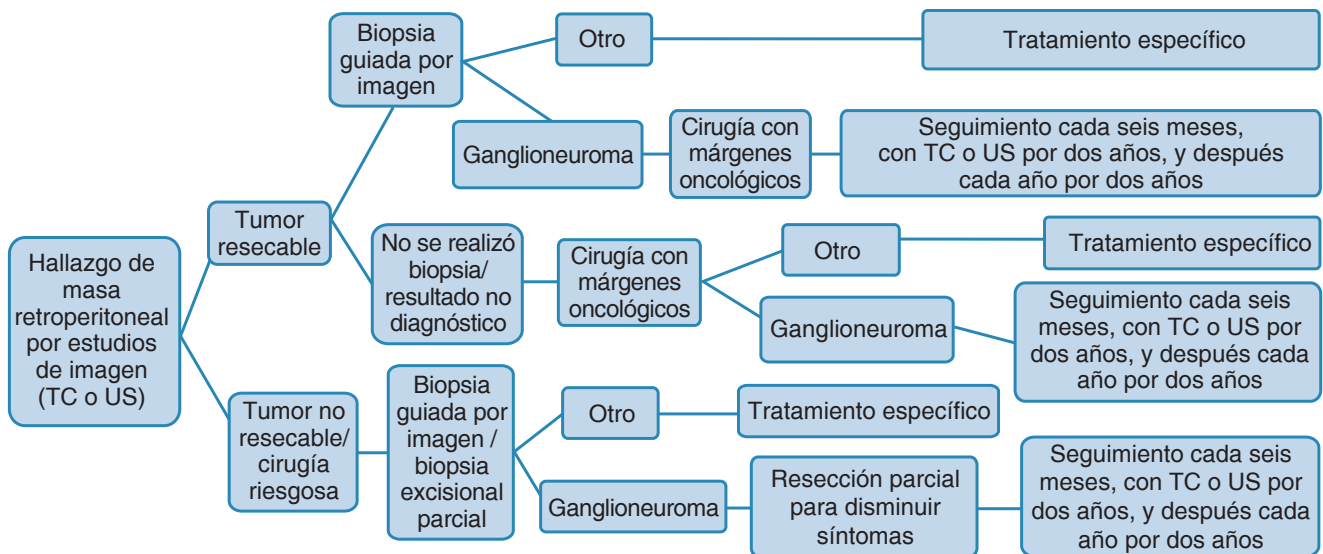 Hallazgo de
masa
retroperitoneal
por estudios
de imagen
(TC o US)
Tumor
resecable
Biopsia
guiada por
imagen
Otro
Tratamiento específico
Ganglioneuroma
Cirugía con
márgenes
oncológicos
Seguimiento cada seis meses,
con TC o US por dos años, y después
cada año por dos años
No se realizó
biopsia/
resultado no
diagnóstico
Cirugía con
márgenes
oncológicos
Otro
Tratamiento específico
Ganglioneuroma
Seguimiento cada seis
meses, con TC o US por
dos años, y después cada
año por dos años
Tumor no
resecable/
cirugía
riesgosa
Biopsia
guiada por
imagen /
biopsia
excisional
parcial
Otro
Tratamiento específico
Ganglioneuroma
Resección parcial
para disminuir
síntomas
Seguimiento cada seis
meses, con TC o US por
dos años, y después cada
año por dos años